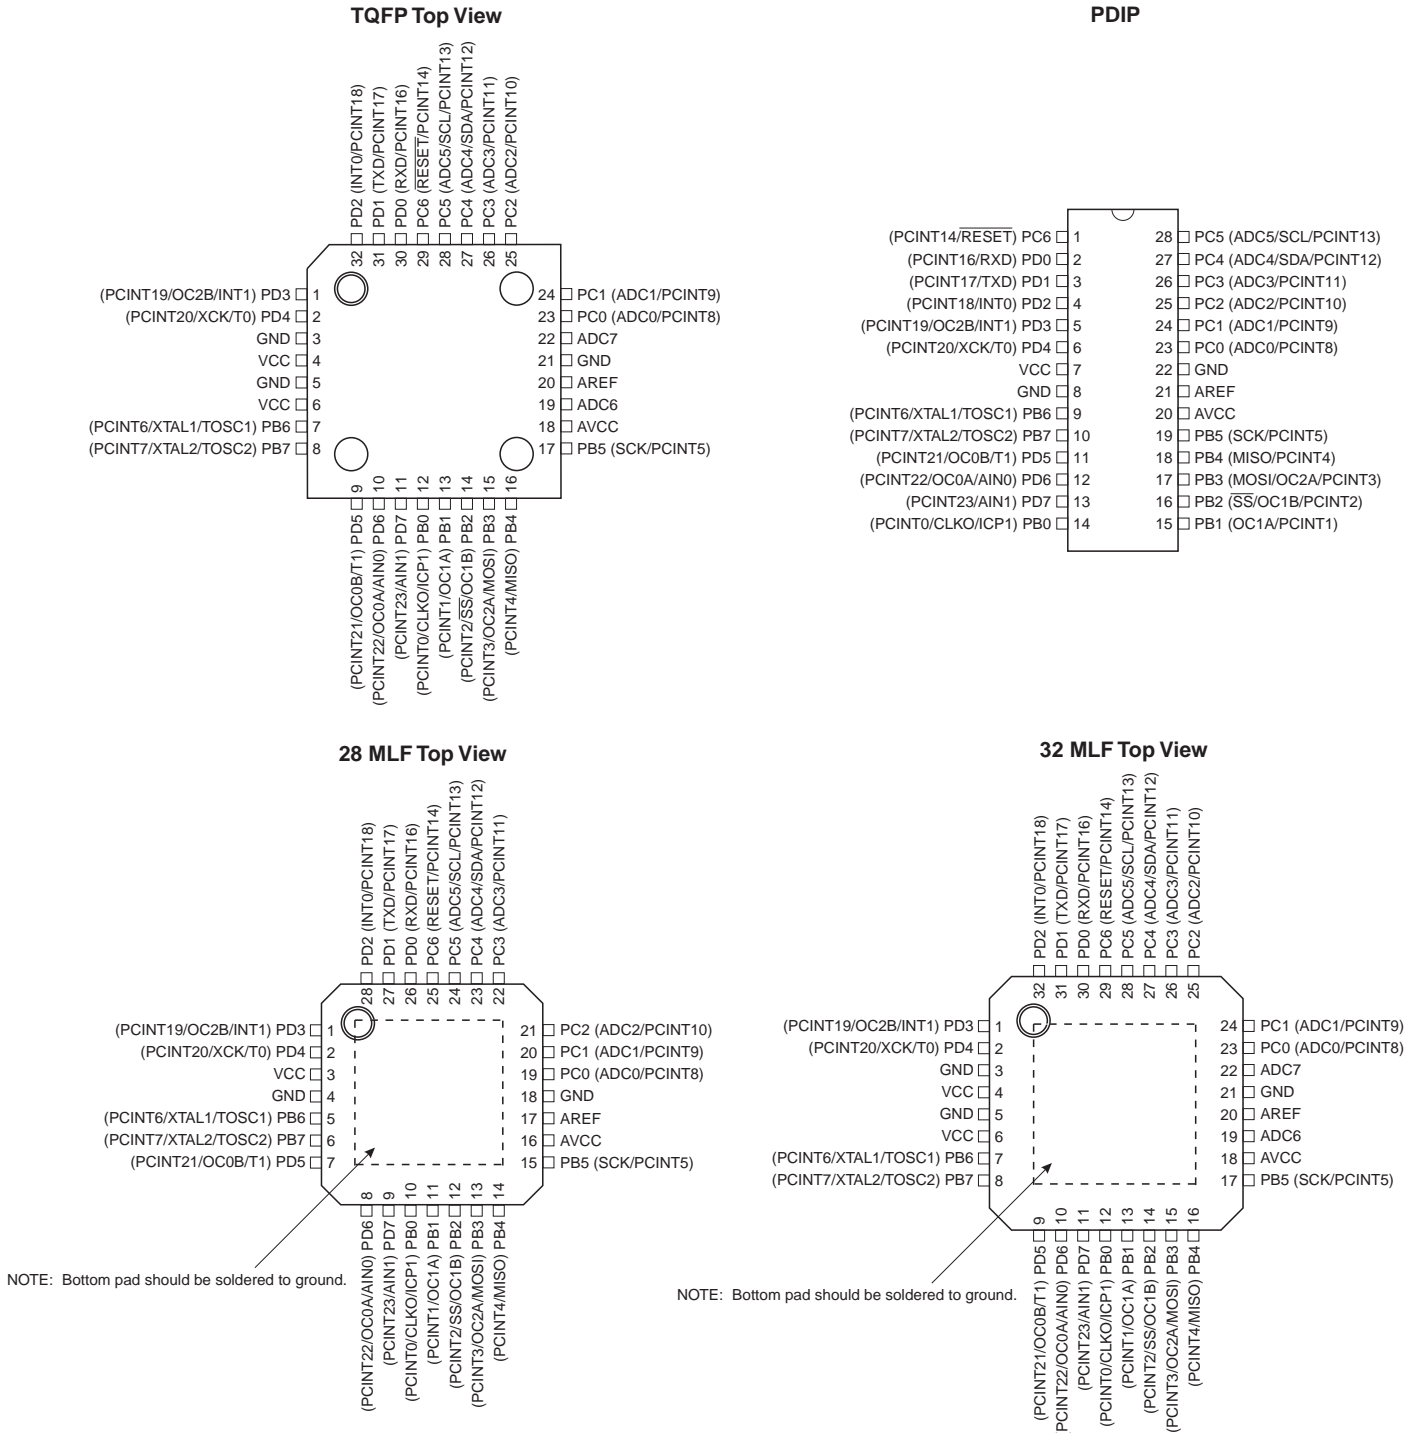 TQFP Top View
32 PD2 (INT0/PCINT18)
31 PD1 (TXD/PCINT17)
30 PD0 (RXD/PCINT16)
29 PC6 (RESET/PCINT14)
28 PC5 (ADC5/SCL/PCINT13)
27 PC4 (ADC4/SDA/PCINT12)
26 PC3 (ADC3/PCINT11)
25 PC2 (ADC2/PCINT10)
(PCINT19/OC2B/INT1) PD3 1
(PCINT20/XCK/T0) PD4 2
GND 3
VCC 4
GND 5
VCC 6
(PCINT6/XTAL1/TOSC1) PB6 7
(PCINT7/XTAL2/TOSC2) PB7 8
24 PC1 (ADC1/PCINT9)
23 PC0 (ADC0/PCINT8)
22 ADC7
21 GND
20 AREF
19 ADC6
18 AVCC
17 PB5 (SCK/PCINT5)
(PCINT21/OC0B/T1) PD5 9
(PCINT22/OC0A/AIN0) PD6 10
(PCINT23/AIN1) PD7 11
(PCINT0/CLKO/ICP1) PB0 12
(PCINT1/OC1A) PB1 13
(PCINT2/SS/OC1B) PB2 14
(PCINT3/OC2A/MOSI) PB3 15
(PCINT4/MISO) PB4 16
PDIP
(PCINT14/RESET) PC6 1
(PCINT16/RXD) PD0 2
(PCINT17/TXD) PD1 3
(PCINT18/INT0) PD2 4
(PCINT19/OC2B/INT1) PD3 5
(PCINT20/XCK/T0) PD4 6
VCC 7
GND 8
(PCINT6/XTAL1/TOSC1) PB6 9
(PCINT7/XTAL2/TOSC2) PB7 10
(PCINT21/OC0B/T1) PD5 11
(PCINT22/OC0A/AIN0) PD6 12
(PCINT23/AIN1) PD7 13
(PCINT0/CLKO/ICP1) PB0 14
28 PC5 (ADC5/SCL/PCINT13)
27 PC4 (ADC4/SDA/PCINT12)
26 PC3 (ADC3/PCINT11)
25 PC2 (ADC2/PCINT10)
24 PC1 (ADC1/PCINT9)
23 PC0 (ADC0/PCINT8)
22 GND
21 AREF
20 AVCC
19 PB5 (SCK/PCINT5)
18 PB4 (MISO/PCINT4)
17 PB3 (MOSI/OC2A/PCINT3)
16 PB2 (SS/OC1B/PCINT2)
15 PB1 (OC1A/PCINT1)
28 MLF Top View
28 PD2 (INT0/PCINT18)
27 PD1 (TXD/PCINT17)
26 PD0 (RXD/PCINT16)
25 PC6 (RESET/PCINT14)
24 PC5 (ADC5/SCL/PCINT13)
23 PC4 (ADC4/SDA/PCINT12)
22 PC3 (ADC3/PCINT11)
(PCINT19/OC2B/INT1) PD3 1
(PCINT20/XCK/T0) PD4 2
VCC 3
GND 4
(PCINT6/XTAL1/TOSC1) PB6 5
(PCINT7/XTAL2/TOSC2) PB7 6
(PCINT21/OC0B/T1) PD5 7
21 PC2 (ADC2/PCINT10)
20 PC1 (ADC1/PCINT9)
19 PC0 (ADC0/PCINT8)
18 GND
17 AREF
16 AVCC
15 PB5 (SCK/PCINT5)
(PCINT22/OC0A/AIN0) PD6 8
(PCINT23/AIN1) PD7 9
(PCINT0/CLKO/ICP1) PB0 10
(PCINT1/OC1A) PB1 11
(PCINT2/SS/OC1B) PB2 12
(PCINT3/OC2A/MOSI) PB3 13
(PCINT4/MISO) PB4 14
NOTE: Bottom pad should be soldered to ground.
32 MLF Top View
32 PD2 (INT0/PCINT18)
31 PD1 (TXD/PCINT17)
30 PD0 (RXD/PCINT16)
29 PC6 (RESET/PCINT14)
28 PC5 (ADC5/SCL/PCINT13)
27 PC4 (ADC4/SDA/PCINT12)
26 PC3 (ADC3/PCINT11)
25 PC2 (ADC2/PCINT10)
(PCINT19/OC2B/INT1) PD3 1
(PCINT20/XCK/T0) PD4 2
GND 3
VCC 4
GND 5
VCC 6
(PCINT6/XTAL1/TOSC1) PB6 7
(PCINT7/XTAL2/TOSC2) PB7 8
24 PC1 (ADC1/PCINT9)
23 PC0 (ADC0/PCINT8)
22 ADC7
21 GND
20 AREF
19 ADC6
18 AVCC
17 PB5 (SCK/PCINT5)
(PCINT21/OC0B/T1) PD5 9
PCINT22/OC0A/AIN0) PD6 10
(PCINT23/AIN1) PD7 11
(PCINT0/CLKO/ICP1) PB0 12
(PCINT1/OC1A) PB1 13
(PCINT2/SS/OC1B) PB2 14
(PCINT3/OC2A/MOSI) PB3 15
(PCINT4/MISO) PB4 16
NOTE: Bottom pad should be soldered to ground.